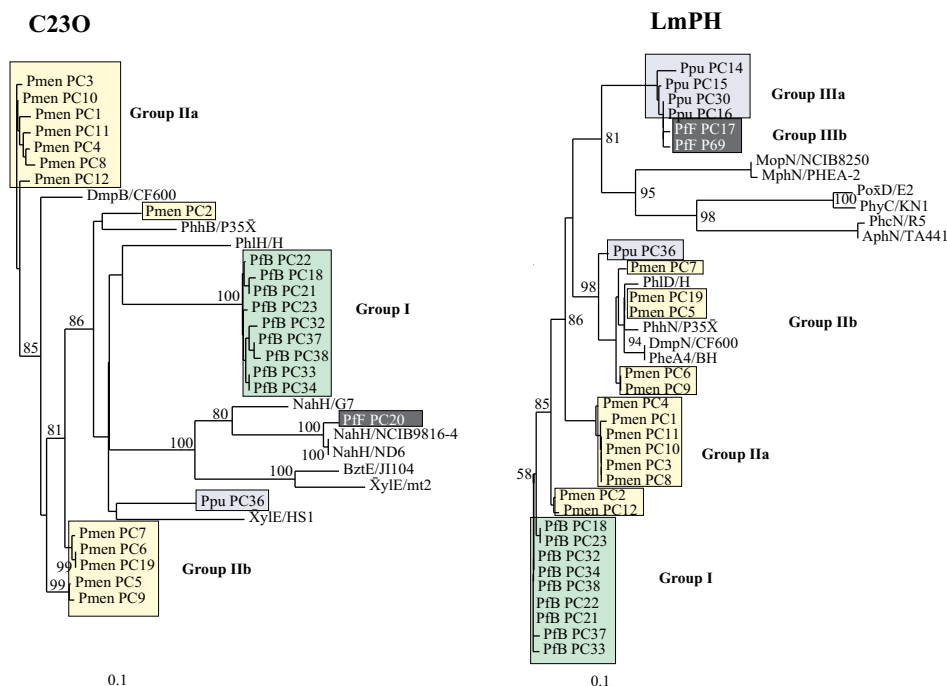 C23O
Pmen PC3
Pmen PC10
Pmen PC1
Pmen PC11
Pmen PC4
Pmen PC8
Pmen PC12
Group IIa
DmpB/CF600
Pmen PC2
PhhB/P35X̄
PhlH/H
PfB PC22
PfB PC18
PfB PC21
PfB PC23
PfB PC32
PfB PC37
PfB PC38
PfB PC33
PfB PC34
100
Group I
86
85
81
NahH/G7
80
PfF PC20
100
NahH/NCIB9816-4
100
NahH/ND6
100
BztE/JI104
100
X̄ylE/mt2
Ppu PC36
X̄ylE/HS1
Pmen PC7
Pmen PC6
99
Pmen PC19
99
Pmen PC5
Pmen PC9
Group IIb
0.1
LmPH
Ppu PC14
Ppu PC15
Ppu PC30
Ppu PC16
Group IIIa
PfF PC17
PfF P69
Group IIIb
81
MopN/NCIB8250
MphN/PHEA-2
95
Pox̄D/E2
100
PhyC/KN1
98
PhcN/R5
AphN/TA441
Ppu PC36
Pmen PC7
98
PhlD/H
Pmen PC19
Pmen PC5
86
PhhN/P35X̄
Group IIb
94
DmpN/CF600
PheA4/BH
Pmen PC6
Pmen PC9
85
Pmen PC4
Pmen PC1
Pmen PC11
Pmen PC10
Pmen PC3
Pmen PC8
Group IIa
58
Pmen PC2
Pmen PC12
PfB PC18
PfB PC23
PfB PC32
PfB PC34
PfB PC38
PfB PC22
PfB PC21
PfB PC37
PfB PC33
Group I
0.1